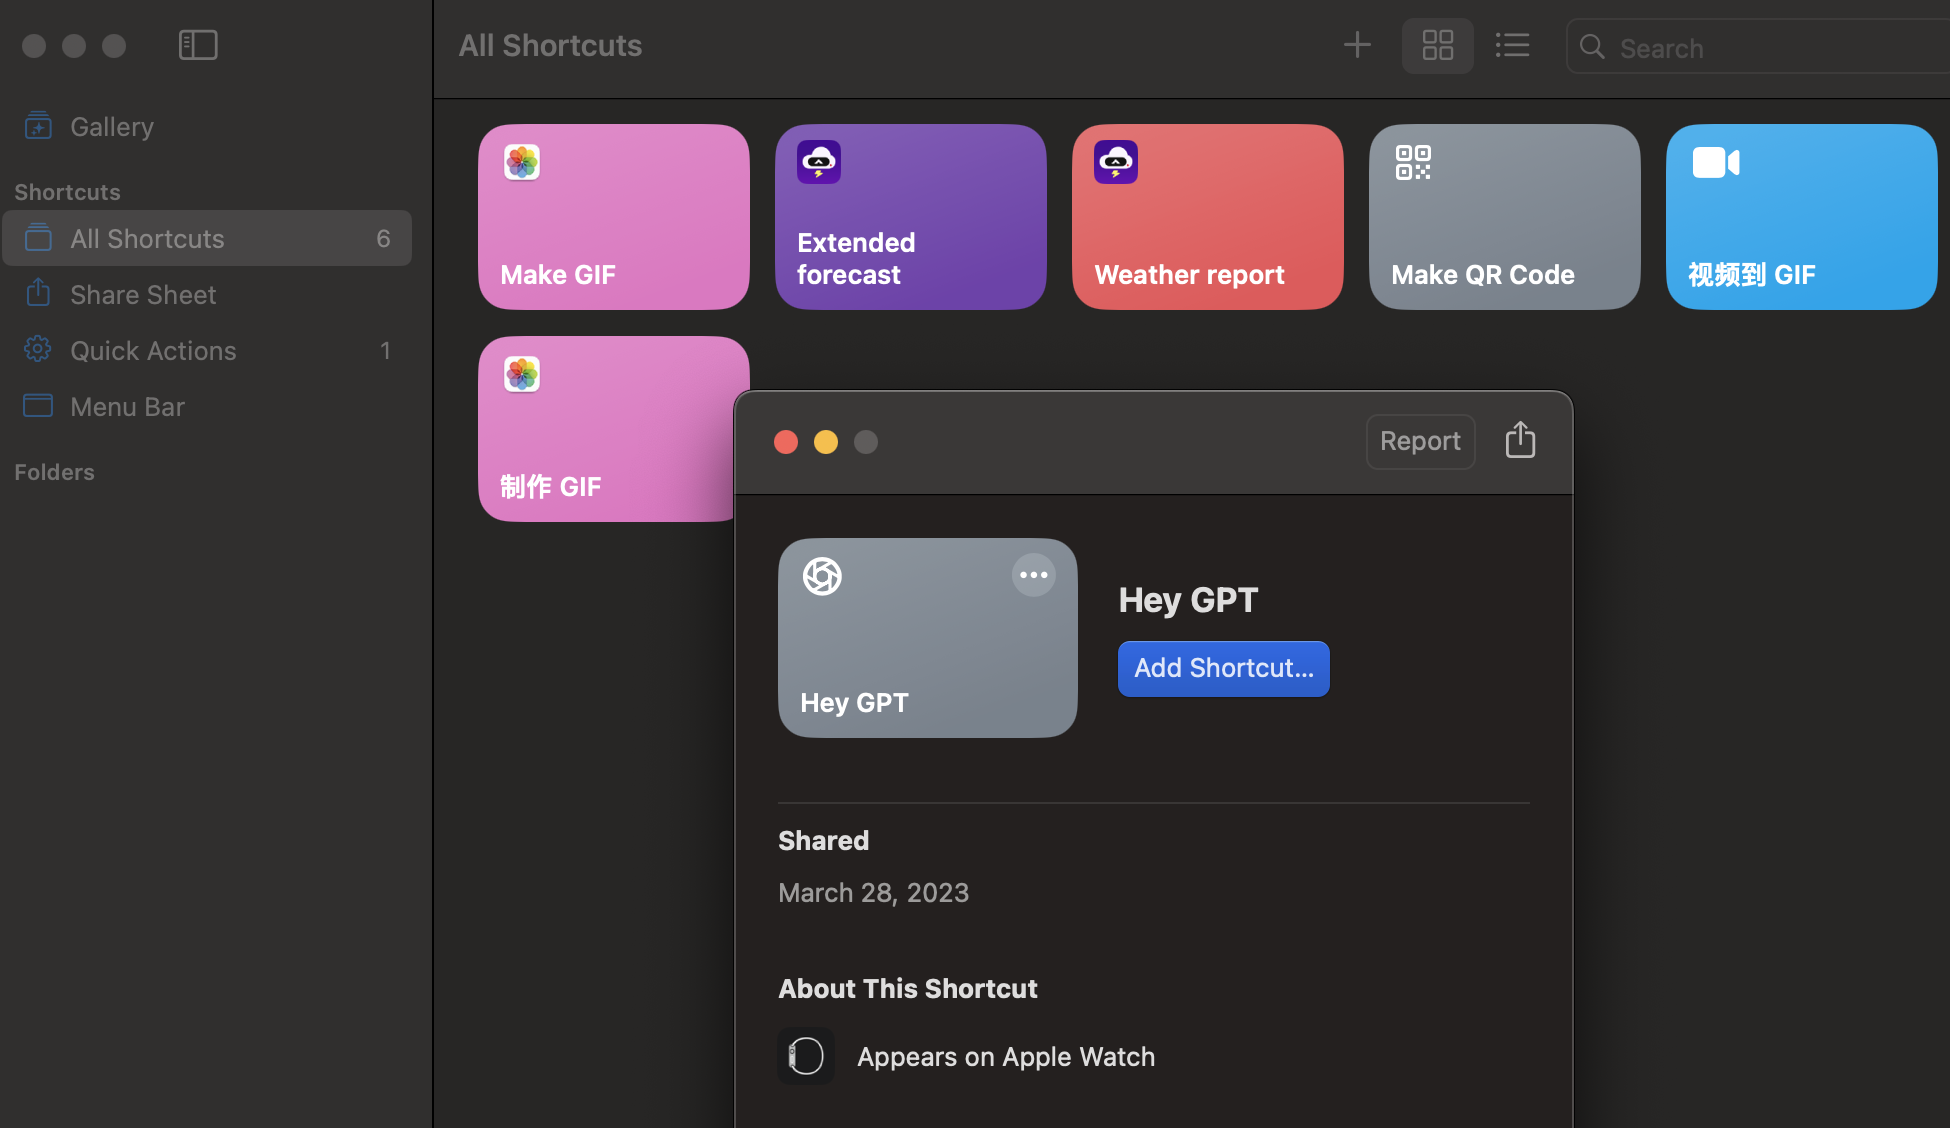 All Shortcuts
Search
Gallery
Shortcuts
All Shortcuts 6
Share Sheet
Quick Actions 1
Menu Bar
Folders
Make GIF
Extended
forecast
Weather report
Make QR Code
视频到 GIF
制作 GIF
Report
Hey GPT
Hey GPT
Add Shortcut...
Shared
March 28, 2023
About This Shortcut
Appears on Apple Watch